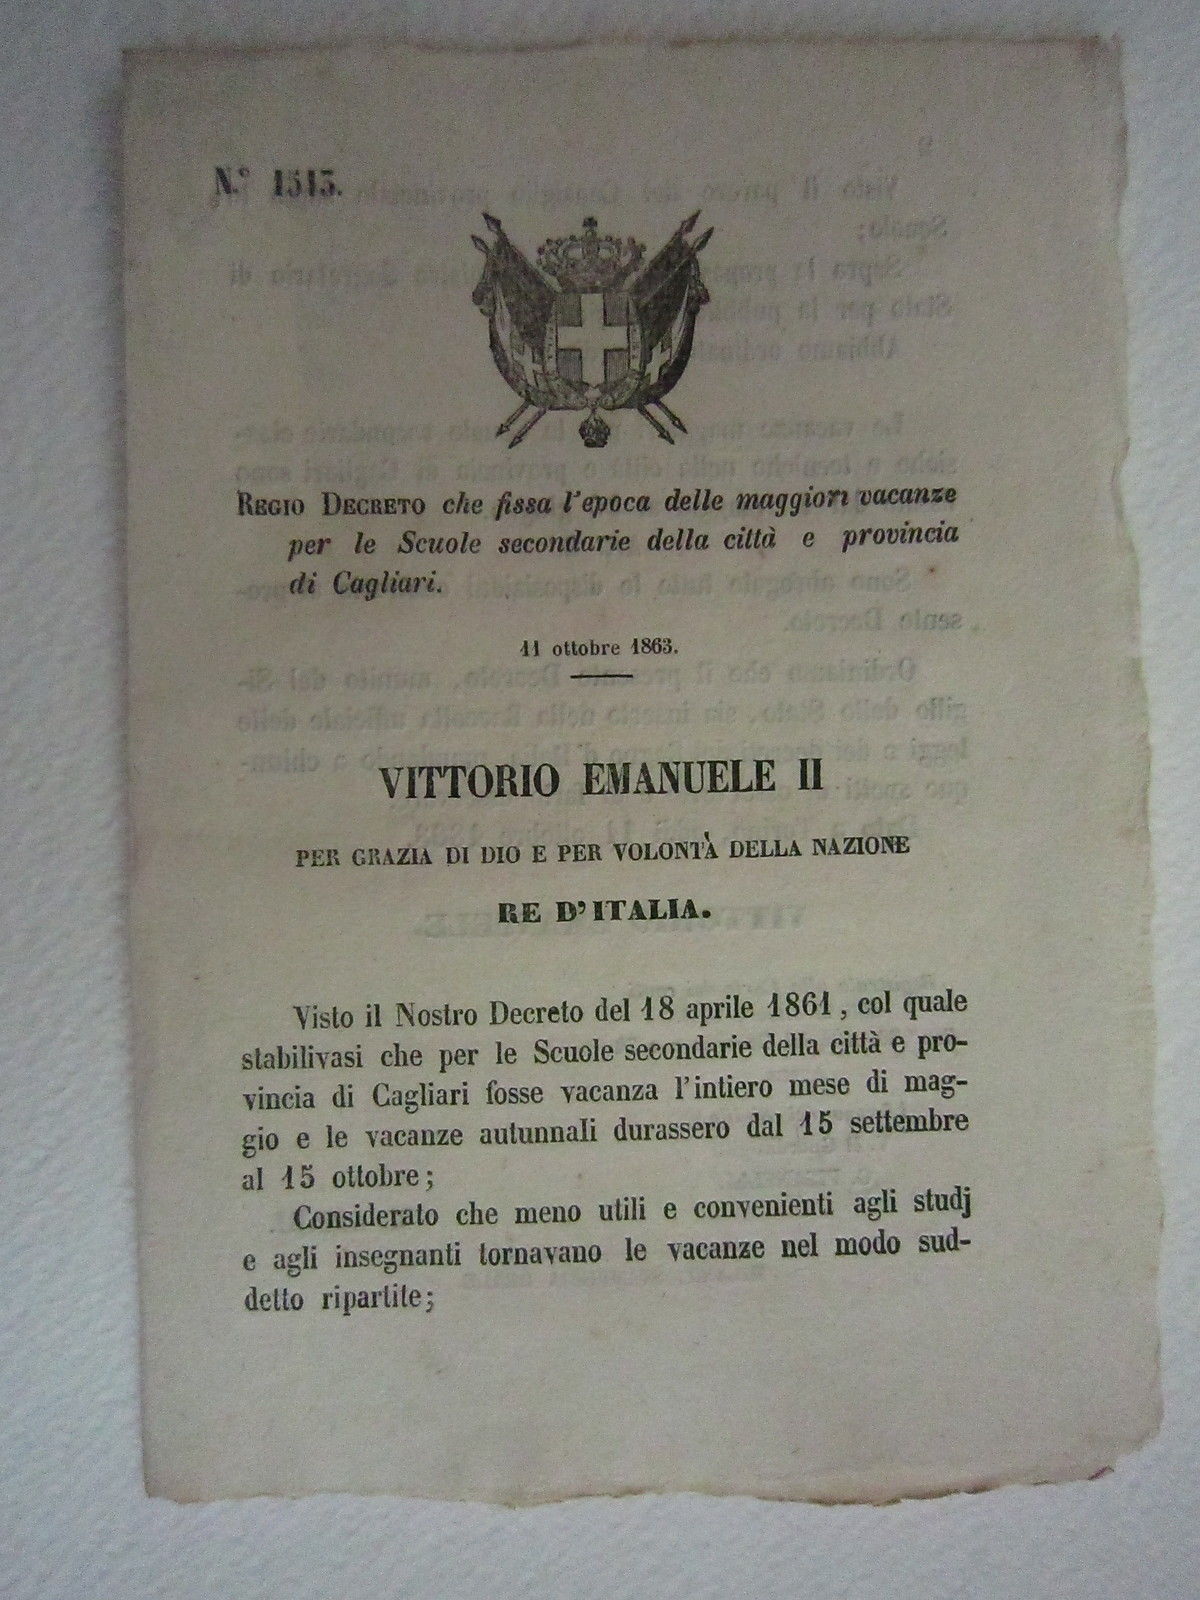 N.° 1513.
REGIO DECRETO che fissa l'epoca delle maggiori vacanze
per le Scuole secondarie della città e provincia
di Cagliari.
11 ottobre 1863.
VITTORIO EMANUELE II
PER GRAZIA DI DIO E PER VOLONTÀ DELLA NAZIONE
RE D'ITALIA.
Visto il Nostro Decreto del 18 aprile 1861, col quale
stabilivasi che per le Scuole secondarie della città e pro-
vincia di Cagliari fosse vacanza l'intiero mese di mag-
gio e le vacanze autunnali durassero dal 15 settembre
al 15 ottobre;
Considerato che meno utili e convenienti agli studj
e agli insegnanti tornavano le vacanze nel modo sud-
detto ripartite;